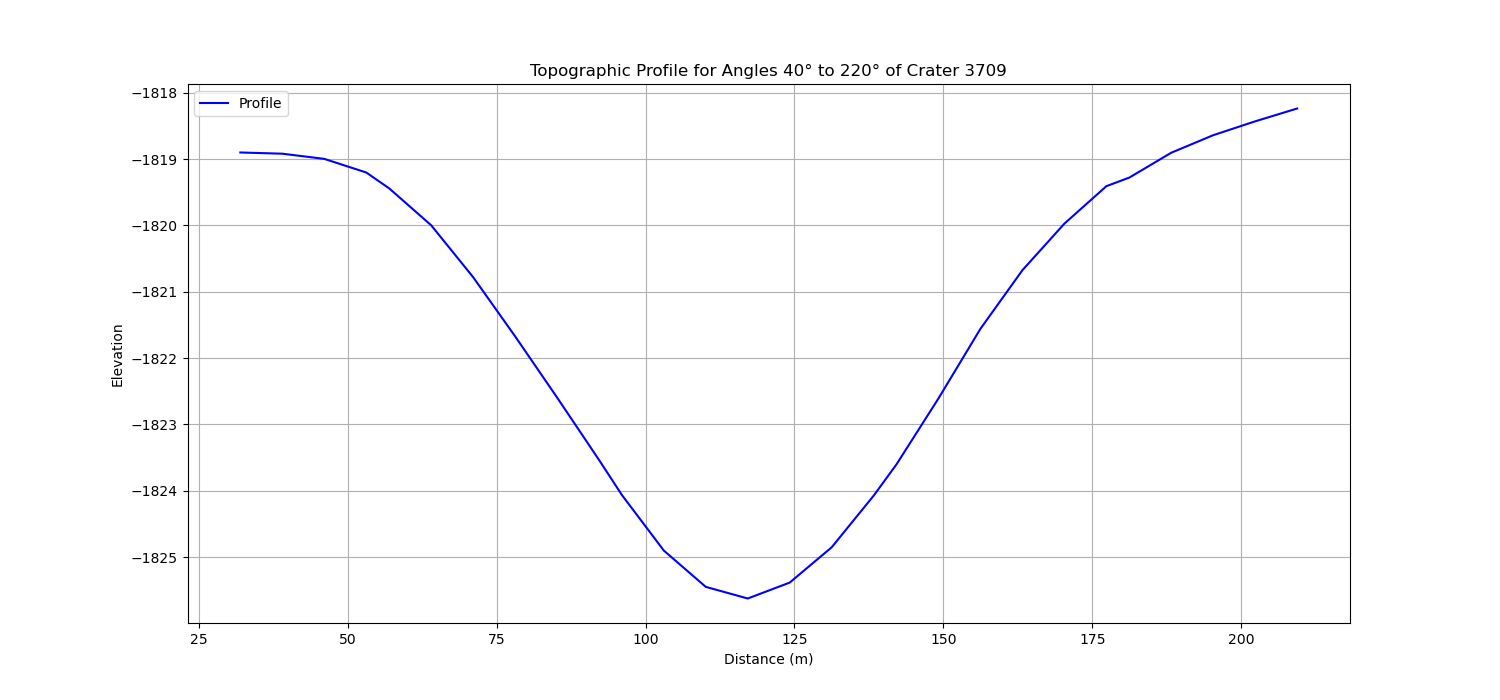 Topographic Profile for Angles 40° to 220° of Crater 3709
Profile
−1818
−1819
−1820
−1821
−1822
−1823
−1824
−1825
Elevation
25 50 75 100 125 150 175 200
Distance (m)